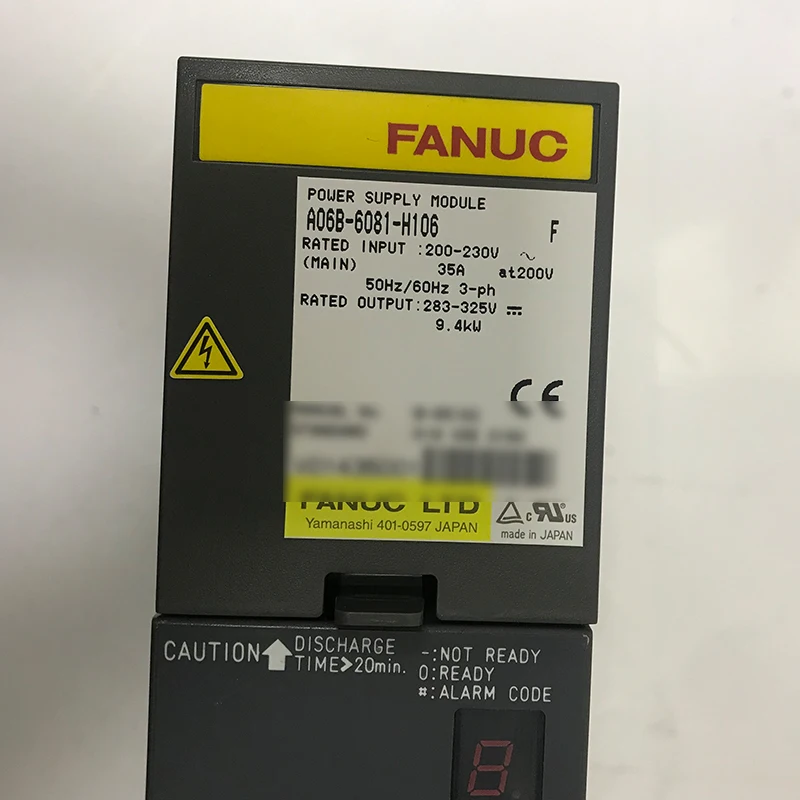 FANUC
POWER SUPPLY MODULE
A06B-6081-H106 F
RATED INPUT :200-230V ~
(MAIN) 35A at200V
50Hz/60Hz 3-ph
RATED OUTPUT:283-325V ⎓
9.4kW
CE
FANUC LTD
Yamanashi 401-0597 JAPAN
c RU® US
made in JAPAN
CAUTION DISCHARGE
TIME>20min.
-:NOT READY
0:READY
#:ALARM CODE
8